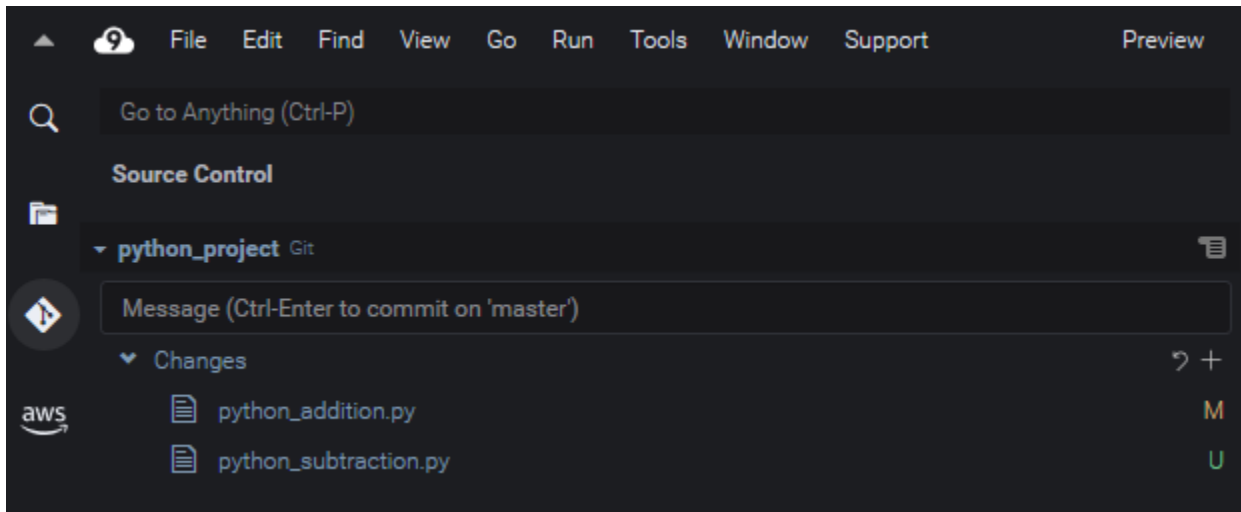 9 File Edit Find View Go Run Tools Window Support Preview
Go to Anything (Ctrl-P)
Source Control
python_project Git
Message (Ctrl-Enter to commit on 'master')
Changes
aws
python_addition.py M
python_subtraction.py U